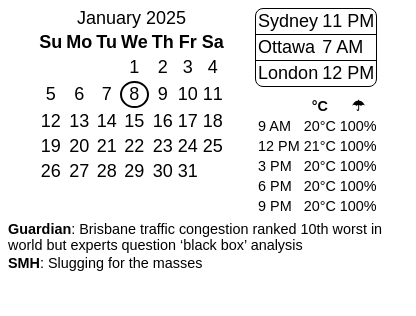 January 2025
Su Mo Tu We Th Fr Sa
1 2 3 4
5 6 7 8 9 10 11
12 13 14 15 16 17 18
19 20 21 22 23 24 25
26 27 28 29 30 31
Sydney 11 PM
Ottawa 7 AM
London 12 PM
°C ☂
9 AM 20°C 100%
12 PM 21°C 100%
3 PM 20°C 100%
6 PM 20°C 100%
9 PM 20°C 100%
Guardian: Brisbane traffic congestion ranked 10th worst in
world but experts question ‘black box’ analysis
SMH: Slugging for the masses